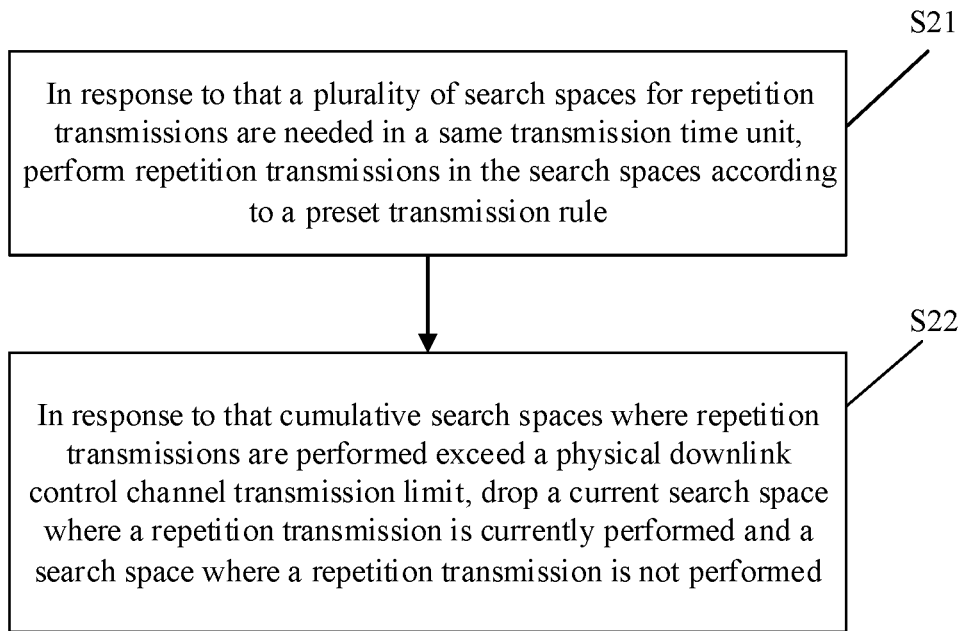 S21
In response to that a plurality of search spaces for repetition
transmissions are needed in a same transmission time unit,
perform repetition transmissions in the search spaces according
to a preset transmission rule
S22
In response to that cumulative search spaces where repetition
transmissions are performed exceed a physical downlink
control channel transmission limit, drop a current search space
where a repetition transmission is currently performed and a
search space where a repetition transmission is not performed